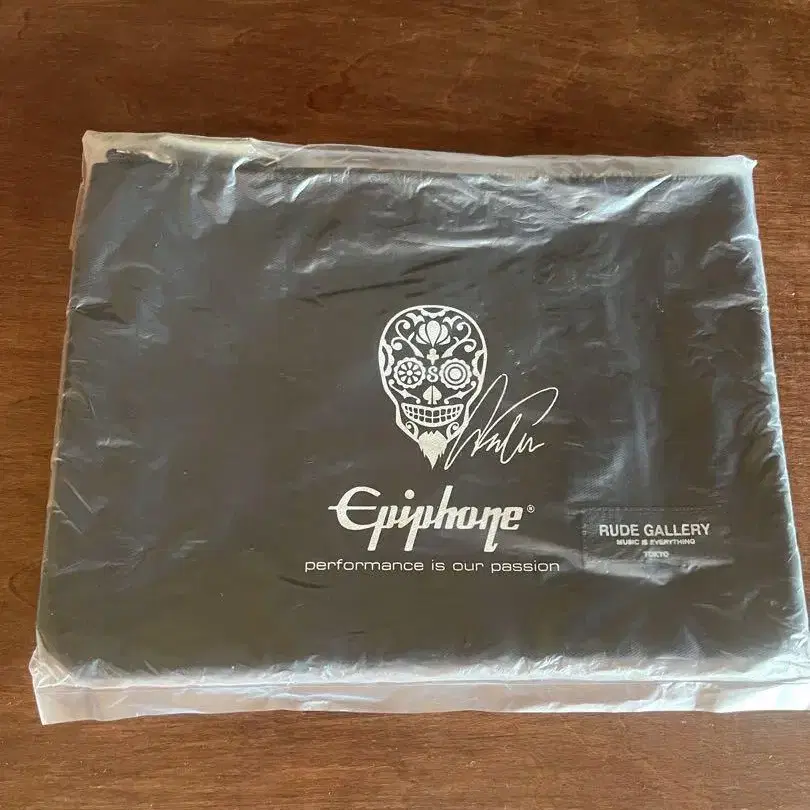 S
Epiphone®
performance is our passion
RUDE GALLERY
MUSIC IS EVERYTHING
TOKYO